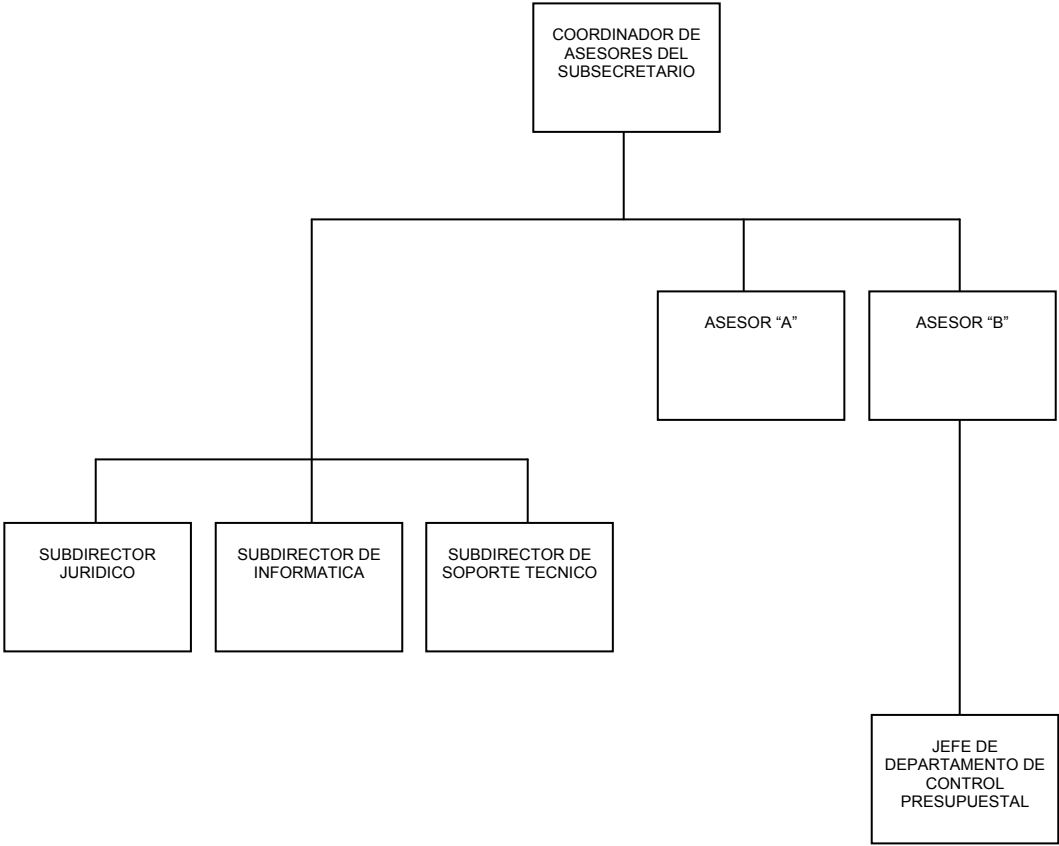 COORDINADOR DE
ASESORES DEL
SUBSECRETARIO
ASESOR “A”
ASESOR “B”
SUBDIRECTOR
JURIDICO
SUBDIRECTOR DE
INFORMATICA
SUBDIRECTOR DE
SOPORTE TECNICO
JEFE DE
DEPARTAMENTO DE
CONTROL
PRESUPUESTAL